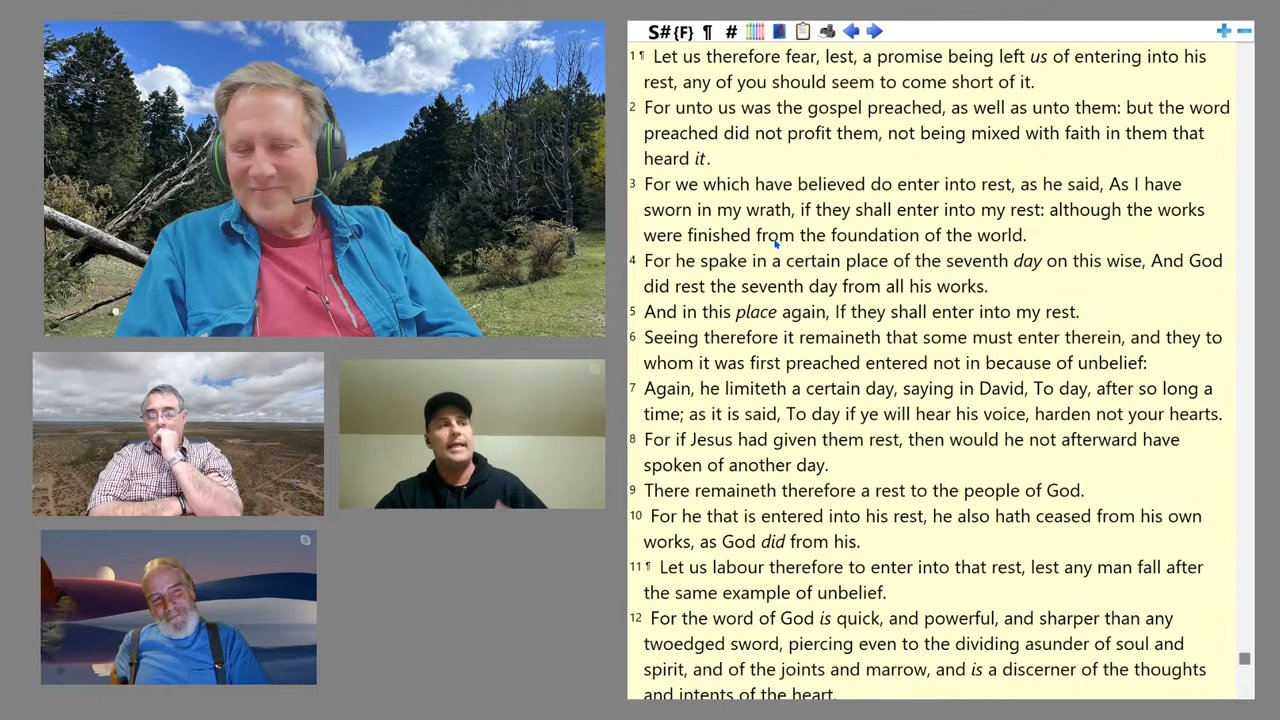 S#{F} ¶ #
1 ¶ Let us therefore fear, lest, a promise being left us of entering into his
rest, any of you should seem to come short of it.
2 For unto us was the gospel preached, as well as unto them: but the word
preached did not profit them, not being mixed with faith in them that
heard it.
3 For we which have believed do enter into rest, as he said, As I have
sworn in my wrath, if they shall enter into my rest: although the works
were finished from the foundation of the world.
4 For he spake in a certain place of the seventh day on this wise, And God
did rest the seventh day from all his works.
5 And in this place again, If they shall enter into my rest.
6 Seeing therefore it remaineth that some must enter therein, and they to
whom it was first preached entered not in because of unbelief:
7 Again, he limiteth a certain day, saying in David, To day, after so long a
time; as it is said, To day if ye will hear his voice, harden not your hearts.
8 For if Jesus had given them rest, then would he not afterward have
spoken of another day.
9 There remaineth therefore a rest to the people of God.
10 For he that is entered into his rest, he also hath ceased from his own
works, as God did from his.
11 ¶ Let us labour therefore to enter into that rest, lest any man fall after
the same example of unbelief.
12 For the word of God is quick, and powerful, and sharper than any
twoedged sword, piercing even to the dividing asunder of soul and
spirit, and of the joints and marrow, and is a discerner of the thoughts
and intents of the heart.